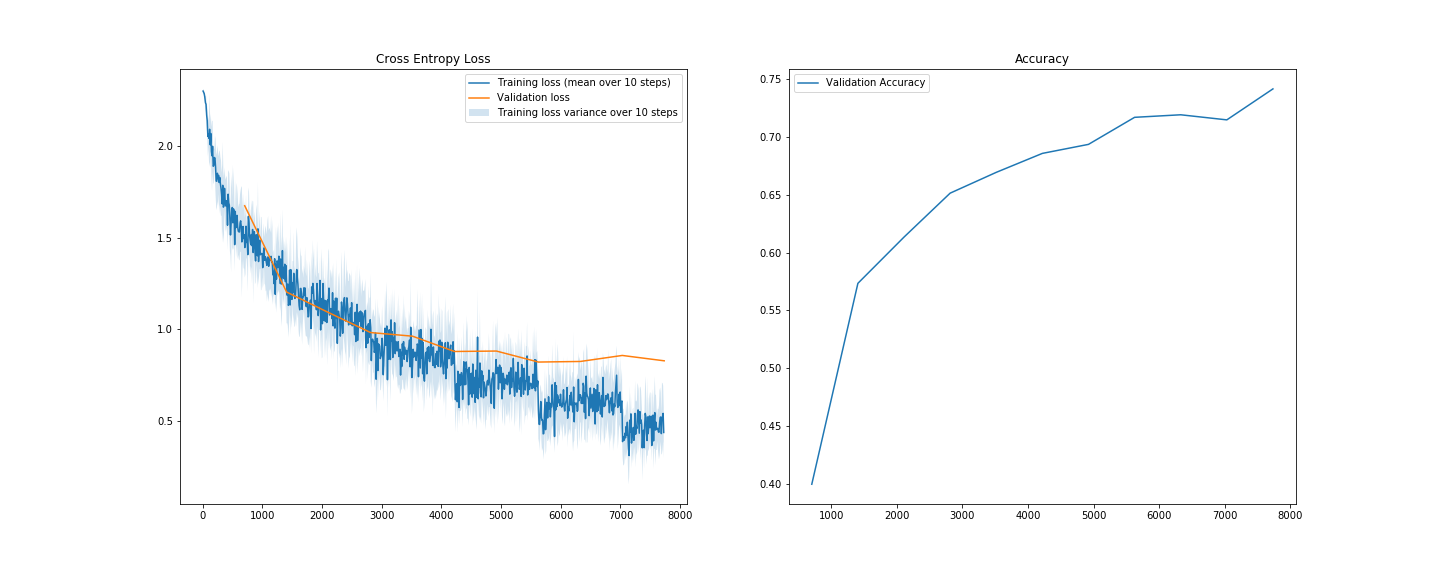 Cross Entropy Loss
Training loss (mean over 10 steps)
Validation loss
Training loss variance over 10 steps
2.0
1.5
1.0
0.5
0 1000 2000 3000 4000 5000 6000 7000 8000
Accuracy
Validation Accuracy
0.75
0.70
0.65
0.60
0.55
0.50
0.45
0.40
1000 2000 3000 4000 5000 6000 7000 8000